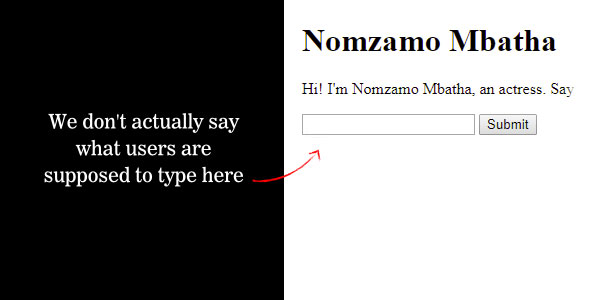 We don't actually say
what users are
supposed to type here
Nomzamo Mbatha
Hi! I'm Nomzamo Mbatha, an actress. Say
Submit